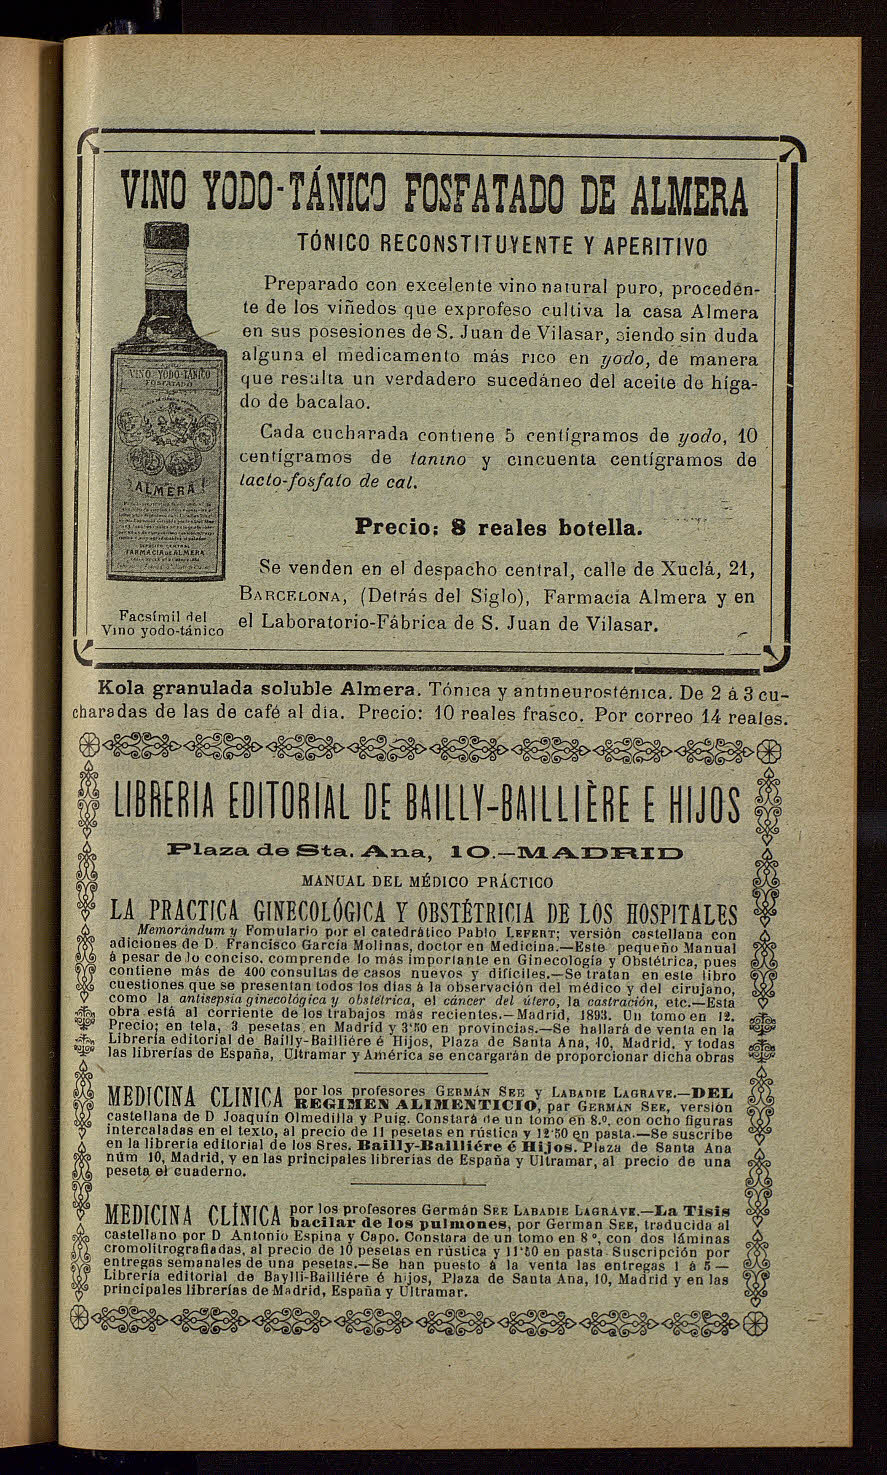 VINO YODO-TÁNICO FOSFATADO DE ALMERA
TÓNICO RECONSTITUYENTE Y APERITIVO
Preparado con excelente vino natural puro, proceden-
te de los viñedos que exprofeso cultiva la casa Almera
en sus posesiones de S. Juan de Vilasar, siendo sin duda
alguna el medicamento más rico en yodo, de manera
que resulta un verdadero sucedáneo del aceite de híga-
do de bacalao.
Cada cucharada contiene 5 centígramos de yodo, 10
centígramos de tanino y cincuenta centígramos de
lacto-fosfato de cal.
Precio: 8 reales botella.
Se venden en el despacho central, calle de Xuclá, 21,
BARCELONA, (Detrás del Siglo), Farmacia Almera y en
el Laboratorio-Fábrica de S. Juan de Vilasar.
VINO YODO-TÁNICO
FOSFATADO
ALMERA
FARMACIA DE ALMERA
Facsímil del
Vino yodo-tánico
Kola granulada soluble Almera. Tónica y antineurosténica. De 2 á 3 cu-
charadas de las de café al dia. Precio: 10 reales frasco. Por correo 14 reales.
LIBRERIA EDITORIAL DE BAILLY-BAILLIÈRE E HIJOS
Plaza de Sta. Ana, 10.—MADRID
MANUAL DEL MÉDICO PRÁCTICO
LA PRACTICA GINECOLÓGICA Y OBSTÉTRICIA DE LOS HOSPITALES
Memorándum y Fomulario por el catedrático Pablo LEFERT; versión castellana con
adiciones de D. Francisco García Molinas, doctor en Medicina.—Este pequeño Manual
á pesar de lo conciso, comprende lo más importante en Ginecología y Obstétrica, pues
contiene más de 400 consultas de casos nuevos y difíciles.—Se tratan en este libro
cuestiones que se presentan todos los días á la observación del médico y del cirujano,
como la antisepsia ginecológica y obstétrica, el cáncer del útero, la castración, etc.—Esta
obra está al corriente de los trabajos más recientes.—Madrid, 1893. Un tomo en 12.
Precio: en tela, 3 pesetas en Madrid y 3'50 en provincias.—Se hallará de venta en la
Librería editorial de Bailly-Bailliére é Hijos, Plaza de Santa Ana, 10, Madrid, y todas
las librerías de España, Ultramar y América se encargarán de proporcionar dicha obras
MEDICINA CLINICA por los profesores GERMÁN SEE y LABADIE LAGRAVE.—DEL
REGIMEN ALIMENTICIO, par GERMÁN SEE, versión
castellana de D Joaquín Olmedilla y Puig. Constará de un tomo en 8.º, con ocho figuras
intercaladas en el texto, al precio de 11 pesetas en rústica y 12'50 en pasta.—Se suscribe
en la librería editorial de los Sres. Bailly-Bailliére é Hijos. Plaza de Santa Ana
núm 10, Madrid, y en las principales librerías de España y Ultramar, al precio de una
peseta el cuaderno.
MEDICINA CLÍNICA por los profesores Germán SEE LABADIE LAGRAVE.—La Tisis
bacilar de los pulmones, por German SEE, traducida al
castellano por D Antonio Espina y Capo. Constara de un tomo en 8º, con dos láminas
cromolitrografiadas, al precio de 10 pesetas en rústica y 11'50 en pasta Suscripción por
entregas semanales de una pesetas.—Se han puesto á la venta las entregas 1 á 5—
Librería editorial de Baylli-Bailliére é hijos, Plaza de Santa Ana, 10, Madrid y en las
principales librerías de Madrid, España y Ultramar.